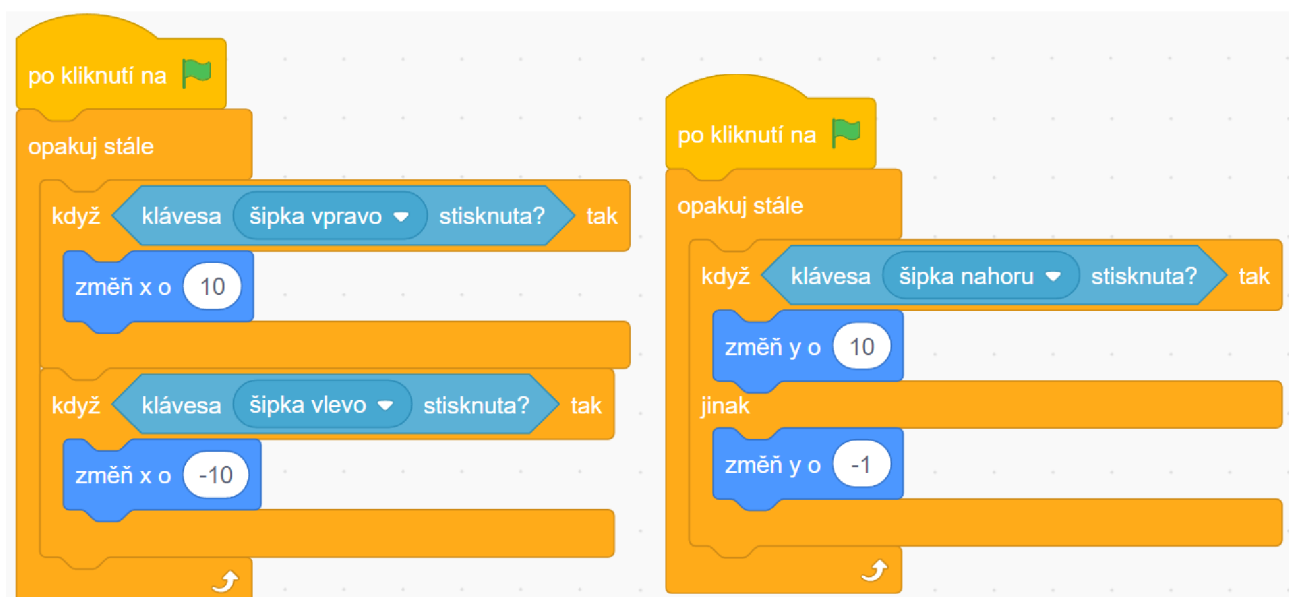 po kliknutí na
opakuj stále
když klávesa šipka vpravo stisknuta? tak
změň x o 10
když klávesa šipka vlevo stisknuta? tak
změň x o -10
po kliknutí na
opakuj stále
když klávesa šipka nahoru stisknuta? tak
změň y o 10
jinak
změň y o -1